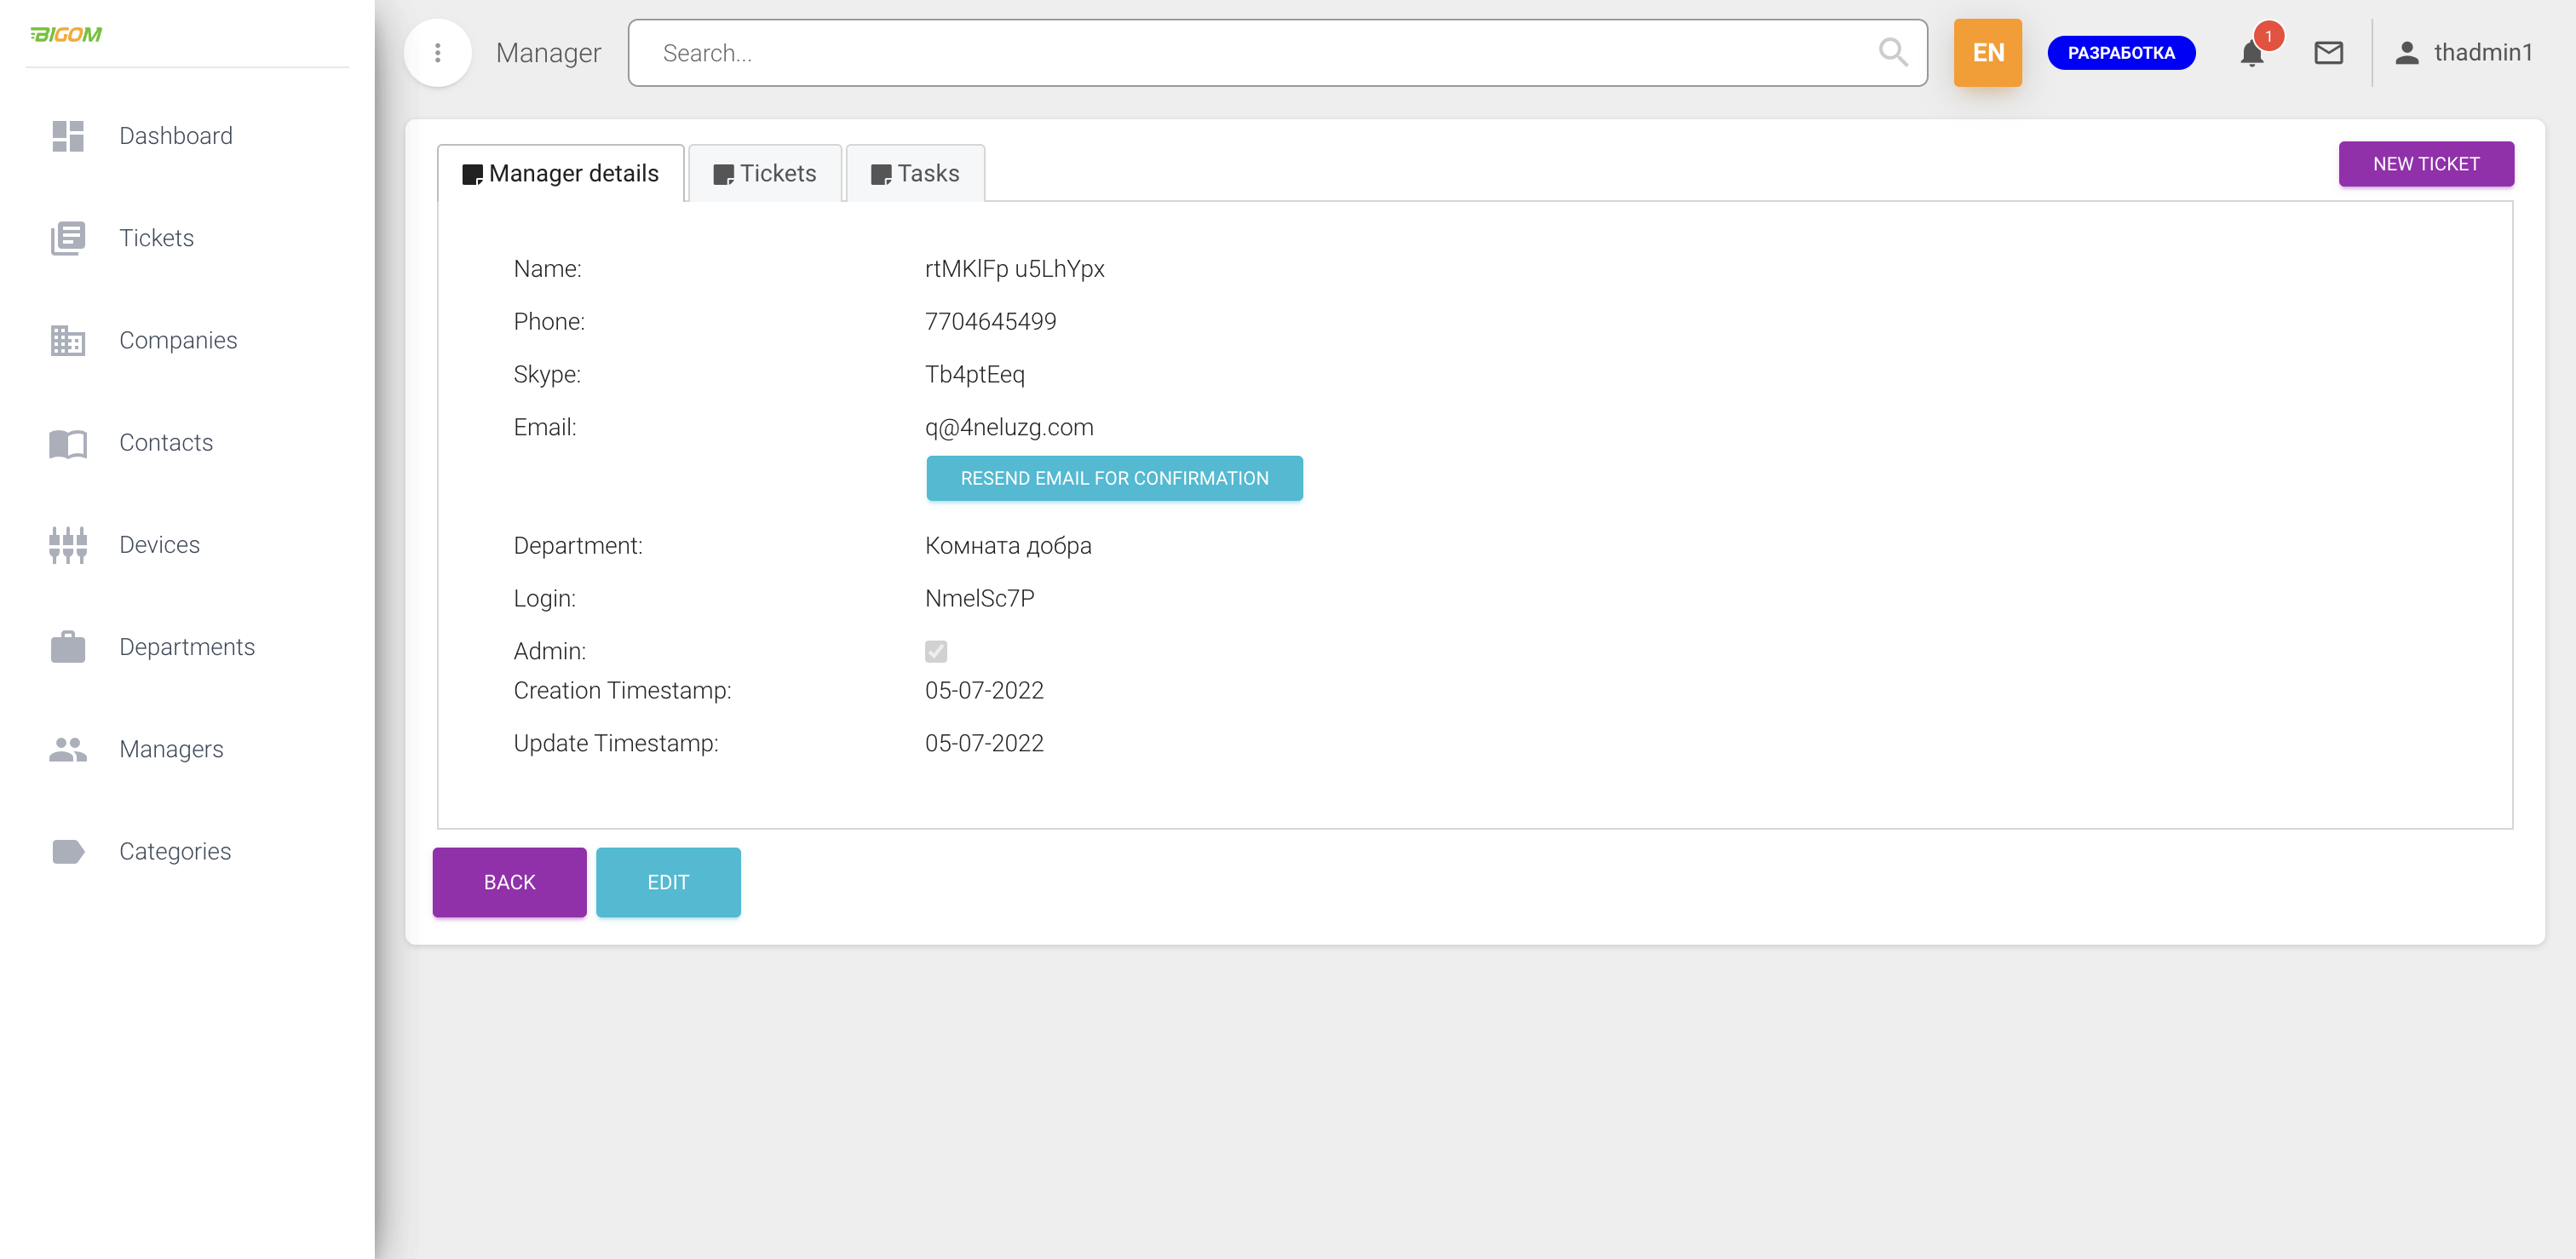 BIGOM
Manager
Search...
EN
РАЗРАБОТКА
1
thadmin1
Dashboard
Tickets
Companies
Contacts
Devices
Departments
Managers
Categories
Manager details
Tickets
Tasks
NEW TICKET
Name: rtMKlFp u5LhYpx
Phone: 7704645499
Skype: Tb4ptEeq
Email: q@4neluzg.com
RESEND EMAIL FOR CONFIRMATION
Department: Комната добра
Login: NmelSc7P
Admin:
Creation Timestamp: 05-07-2022
Update Timestamp: 05-07-2022
BACK
EDIT